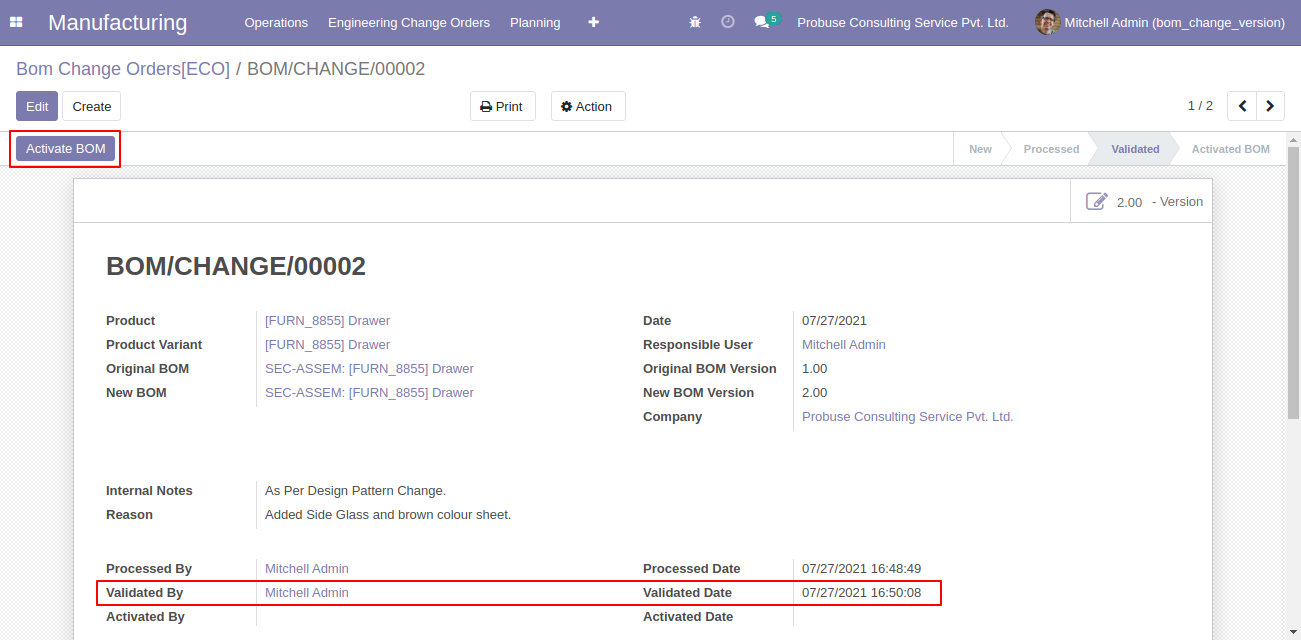 Manufacturing Operations Engineering Change Orders Planning 5 Probuse Consulting Service Pvt. Ltd. Mitchell Admin (bom_change_version)
Bom Change Orders[ECO] / BOM/CHANGE/00002
Edit Create Print Action 1 / 2
Activate BOM New Processed Validated Activated BOM
2.00 - Version
BOM/CHANGE/00002
Product [FURN_8855] Drawer Date 07/27/2021
Product Variant [FURN_8855] Drawer Responsible User Mitchell Admin
Original BOM SEC-ASSEM: [FURN_8855] Drawer Original BOM Version 1.00
New BOM SEC-ASSEM: [FURN_8855] Drawer New BOM Version 2.00
Company Probuse Consulting Service Pvt. Ltd.
Internal Notes As Per Design Pattern Change.
Reason Added Side Glass and brown colour sheet.
Processed By Mitchell Admin Processed Date 07/27/2021 16:48:49
Validated By Mitchell Admin Validated Date 07/27/2021 16:50:08
Activated By Activated Date